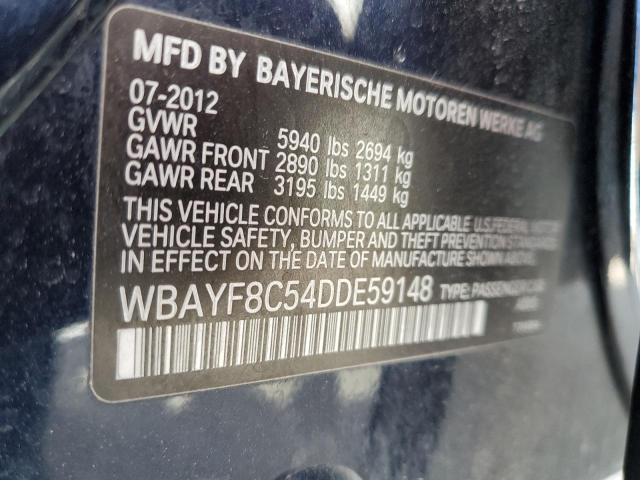 MFD BY BAYERISCHE MOTOREN WERKE AG
07-2012
GVWR 5940 lbs 2694 kg
GAWR FRONT 2890 lbs 1311 kg
GAWR REAR 3195 lbs 1449 kg
THIS VEHICLE CONFORMS TO ALL APPLICABLE U.S. FEDERAL MOTOR
VEHICLE SAFETY, BUMPER AND THEFT PREVENTION STANDARDS
IN EFFECT ON THE DATE OF MANUFACTURE SHOWN ABOVE.
WBAYF8C54DDE59148 TYPE: PASSENGER CAR